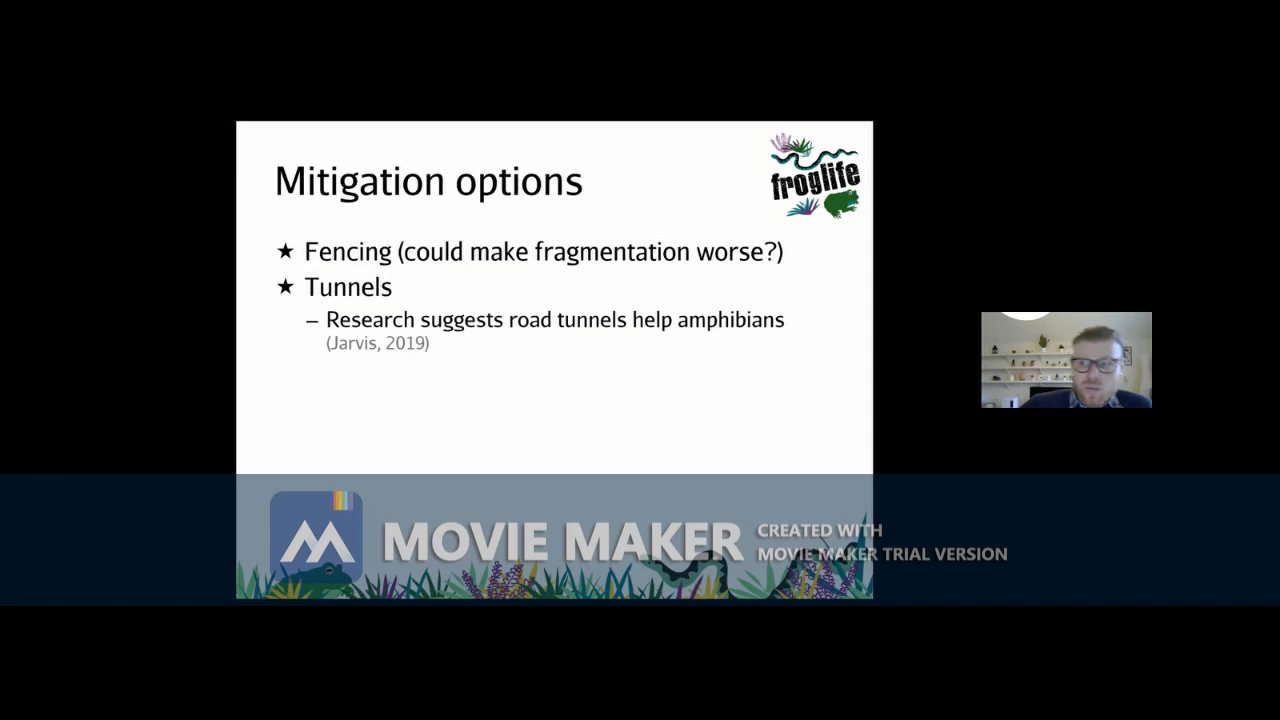 Mitigation options
froglife
★ Fencing (could make fragmentation worse?)
★ Tunnels
– Research suggests road tunnels help amphibians
(Jarvis, 2019)
MOVIE MAKER
CREATED WITH
MOVIE MAKER TRIAL VERSION